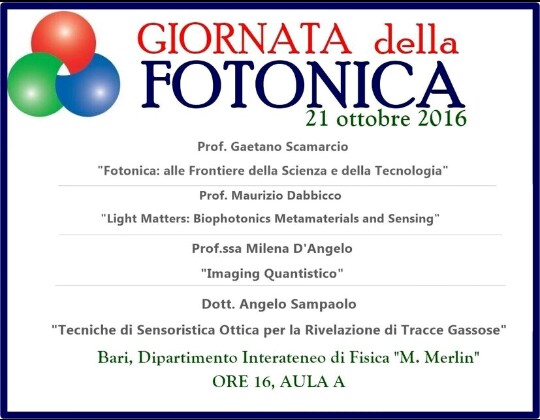 GIORNATA della
FOTONICA
21 ottobre 2016
Prof. Gaetano Scamarcio
"Fotonica: alle Frontiere della Scienza e della Tecnologia"
Prof. Maurizio Dabbicco
"Light Matters: Biophotonics Metamaterials and Sensing"
Prof.ssa Milena D'Angelo
"Imaging Quantistico"
Dott. Angelo Sampaolo
"Tecniche di Sensoristica Ottica per la Rivelazione di Tracce Gassose"
Bari, Dipartimento Interateneo di Fisica "M. Merlin"
ORE 16, AULA A